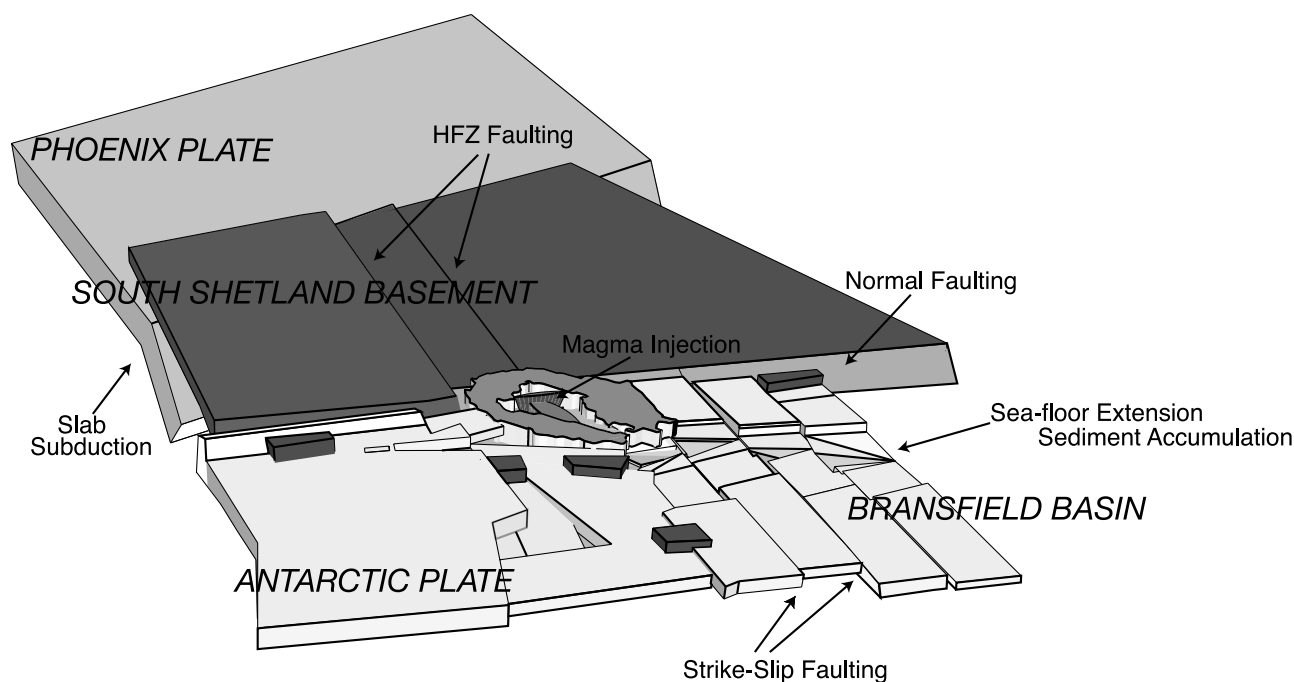 PHOENIX PLATE
HFZ Faulting
SOUTH SHETLAND BASEMENT
Normal Faulting
Magma Injection
Slab
Subduction
Sea-floor Extension
Sediment Accumulation
BRANSFIELD BASIN
ANTARCTIC PLATE
Strike-Slip Faulting